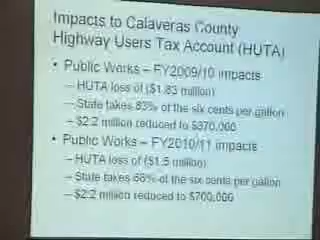 Impacts to Calaveras County
Highway Users Tax Account (HUTA)
• Public Works – FY2009/10 impacts
– HUTA loss of ($1.83 million)
– State takes 83% of the six cents per gallon
– $2.2 million reduced to $370,000
• Public Works – FY2010/11 impacts
– HUTA loss of ($1.5 million)
– State takes 68% of the six cents per gallon
– $2.2 million reduced to $700,000